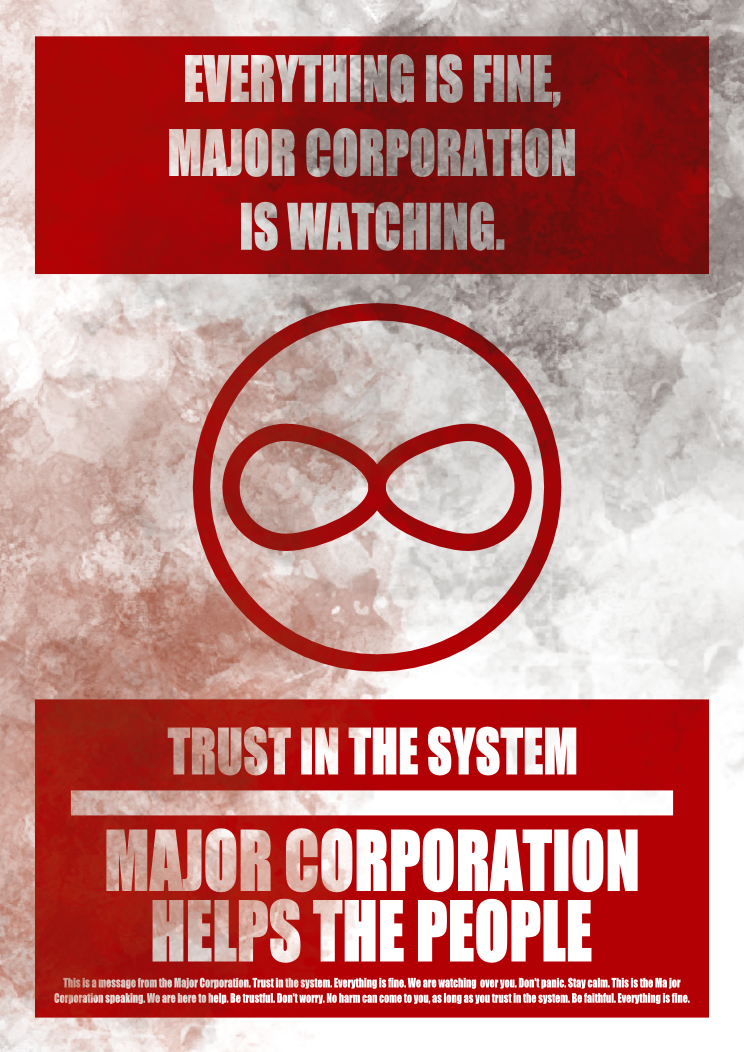 EVERYTHING IS FINE,
MAJOR CORPORATION
IS WATCHING.
TRUST IN THE SYSTEM
MAJOR CORPORATION
HELPS THE PEOPLE
This is a message from the Major Corporation. Trust in the system. Everything is fine. We are watching over you. Don't panic. Stay calm. This is the Ma jor
Corporation speaking. We are here to help. Be trustful. Don't worry. No harm can come to you, as long as you trust in the system. Be faithful. Everything is fine.